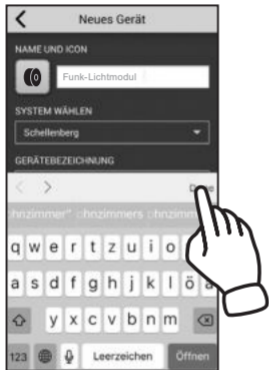 Neues Gerät
NAME UND ICON
Funk-Lichtmodul
SYSTEM WÄHLEN
Schellenberg
GERÄTEBEZEICHNUNG
q w e r t z u i o
a s d f g h j k l ö ä
y x c v b n m
123 Leerzeichen Öffnen